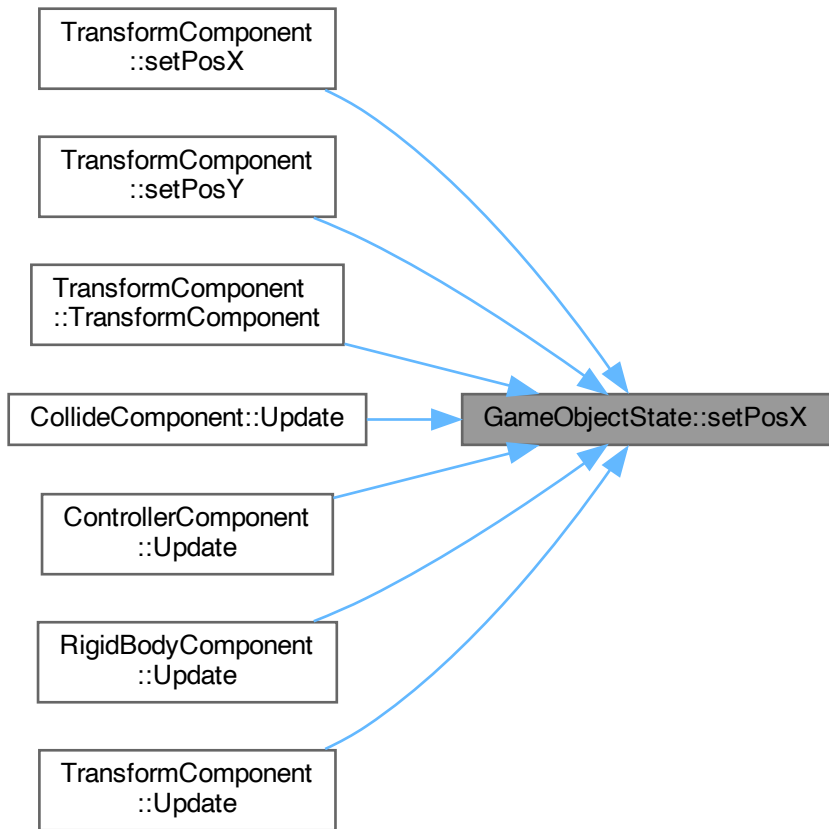 TransformComponent
::setPosX
TransformComponent
::setPosY
TransformComponent
::TransformComponent
CollideComponent::Update
GameObjectState::setPosX
ControllerComponent
::Update
RigidBodyComponent
::Update
TransformComponent
::Update